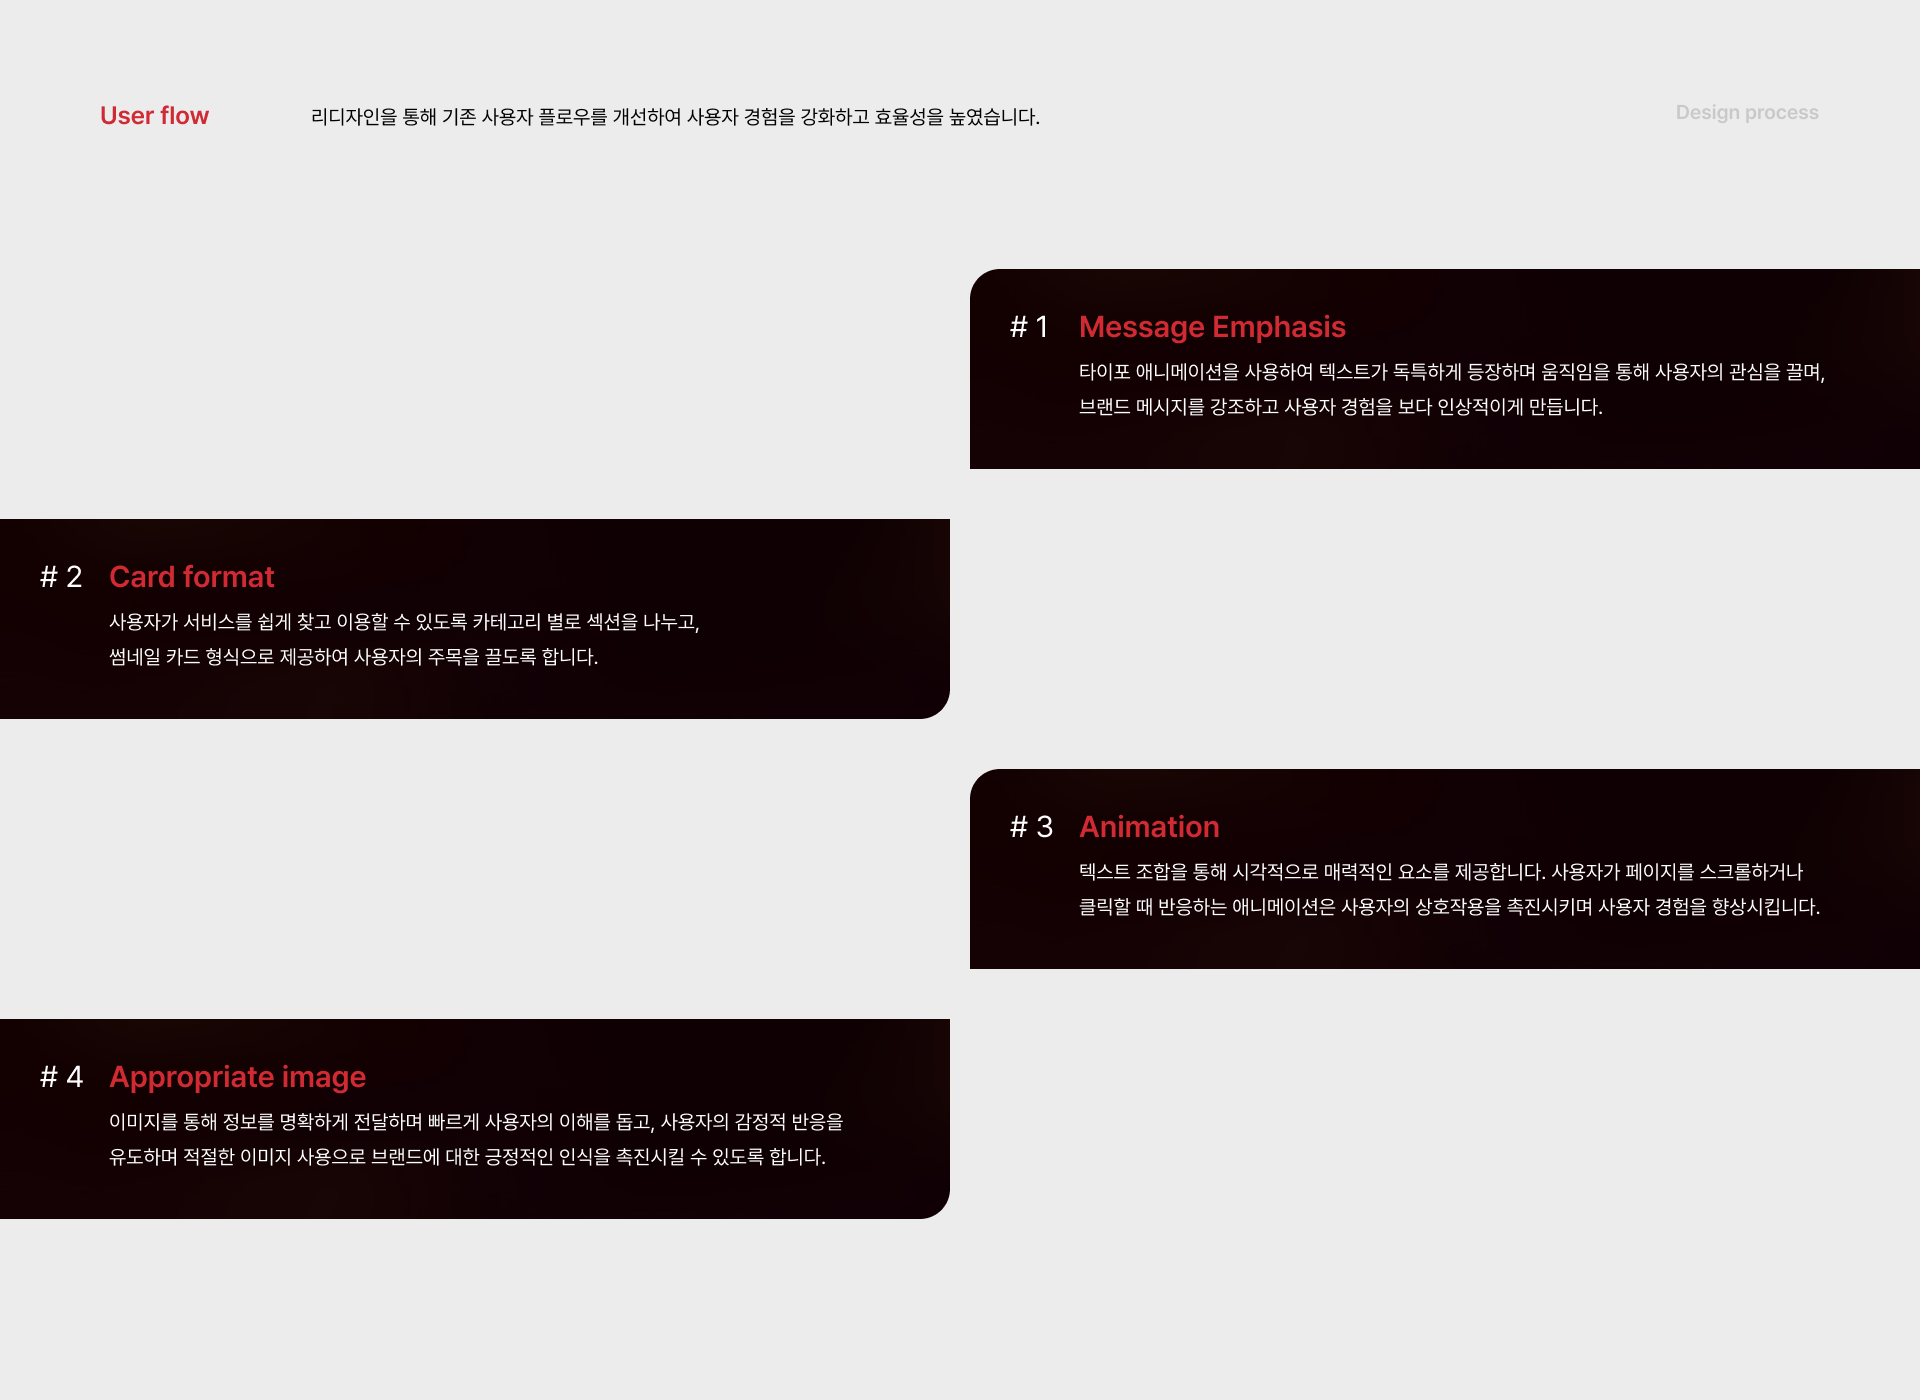 User flow
리디자인을 통해 기존 사용자 플로우를 개선하여 사용자 경험을 강화하고 효율성을 높였습니다.
Design process
# 1 Message Emphasis
타이포 애니메이션을 사용하여 텍스트가 독특하게 등장하며 움직임을 통해 사용자의 관심을 끌며,
브랜드 메시지를 강조하고 사용자 경험을 보다 인상적이게 만듭니다.
# 2 Card format
사용자가 서비스를 쉽게 찾고 이용할 수 있도록 카테고리 별로 섹션을 나누고,
썸네일 카드 형식으로 제공하여 사용자의 주목을 끌도록 합니다.
# 3 Animation
텍스트 조합을 통해 시각적으로 매력적인 요소를 제공합니다. 사용자가 페이지를 스크롤하거나
클릭할 때 반응하는 애니메이션은 사용자의 상호작용을 촉진시키며 사용자 경험을 향상시킵니다.
# 4 Appropriate image
이미지를 통해 정보를 명확하게 전달하며 빠르게 사용자의 이해를 돕고, 사용자의 감정적 반응을
유도하며 적절한 이미지 사용으로 브랜드에 대한 긍정적인 인식을 촉진시킬 수 있도록 합니다.